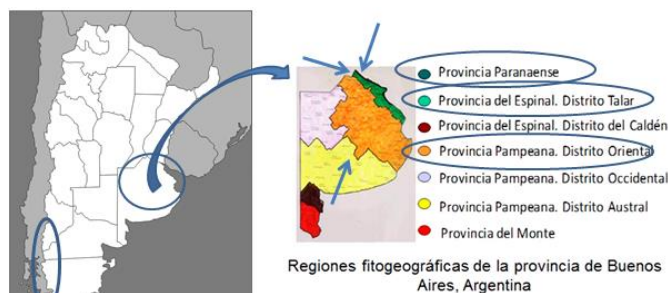 Provincia Paranaense
Provincia del Espinal. Distrito Talar
Provincia del Espinal. Distrito del Caldén
Provincia Pampeana. Distrito Oriental
Provincia Pampeana. Distrito Occidental
Provincia Pampeana. Distrito Austral
Provincia del Monte
Regiones fitogeográficas de la provincia de Buenos
Aires, Argentina